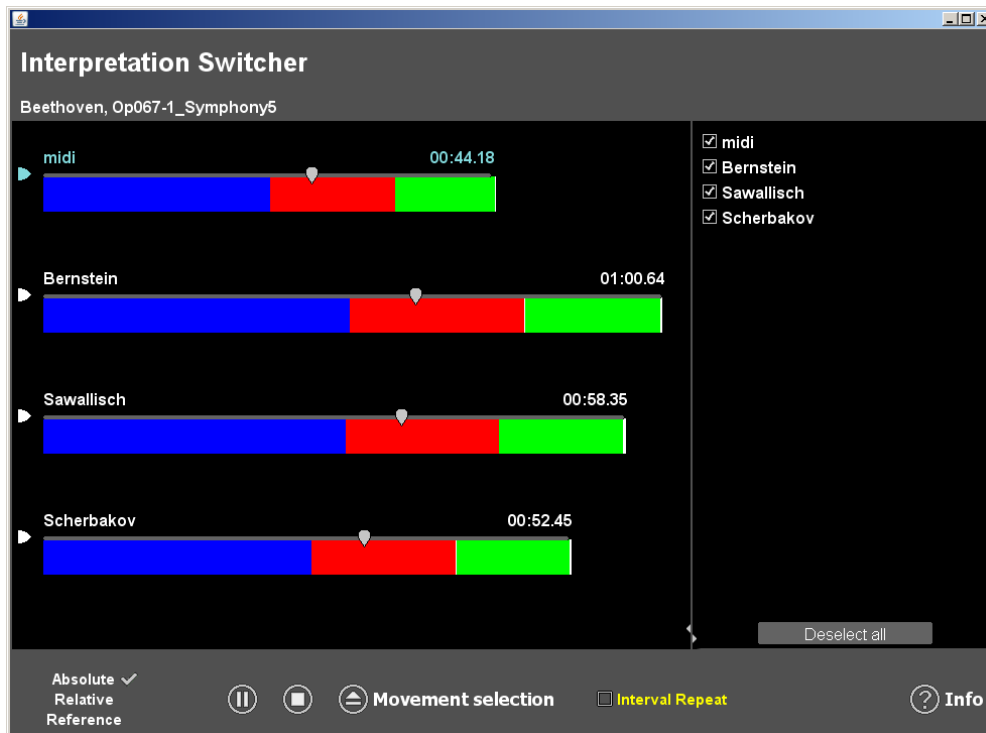 Interpretation Switcher
Beethoven, Op067-1_Symphony5
midi 00:44.18
Bernstein 01:00.64
Sawallisch 00:58.35
Scherbakov 00:52.45
midi
Bernstein
Sawallisch
Scherbakov
Deselect all
Absolute
Relative
Reference
Movement selection
Interval Repeat
? Info